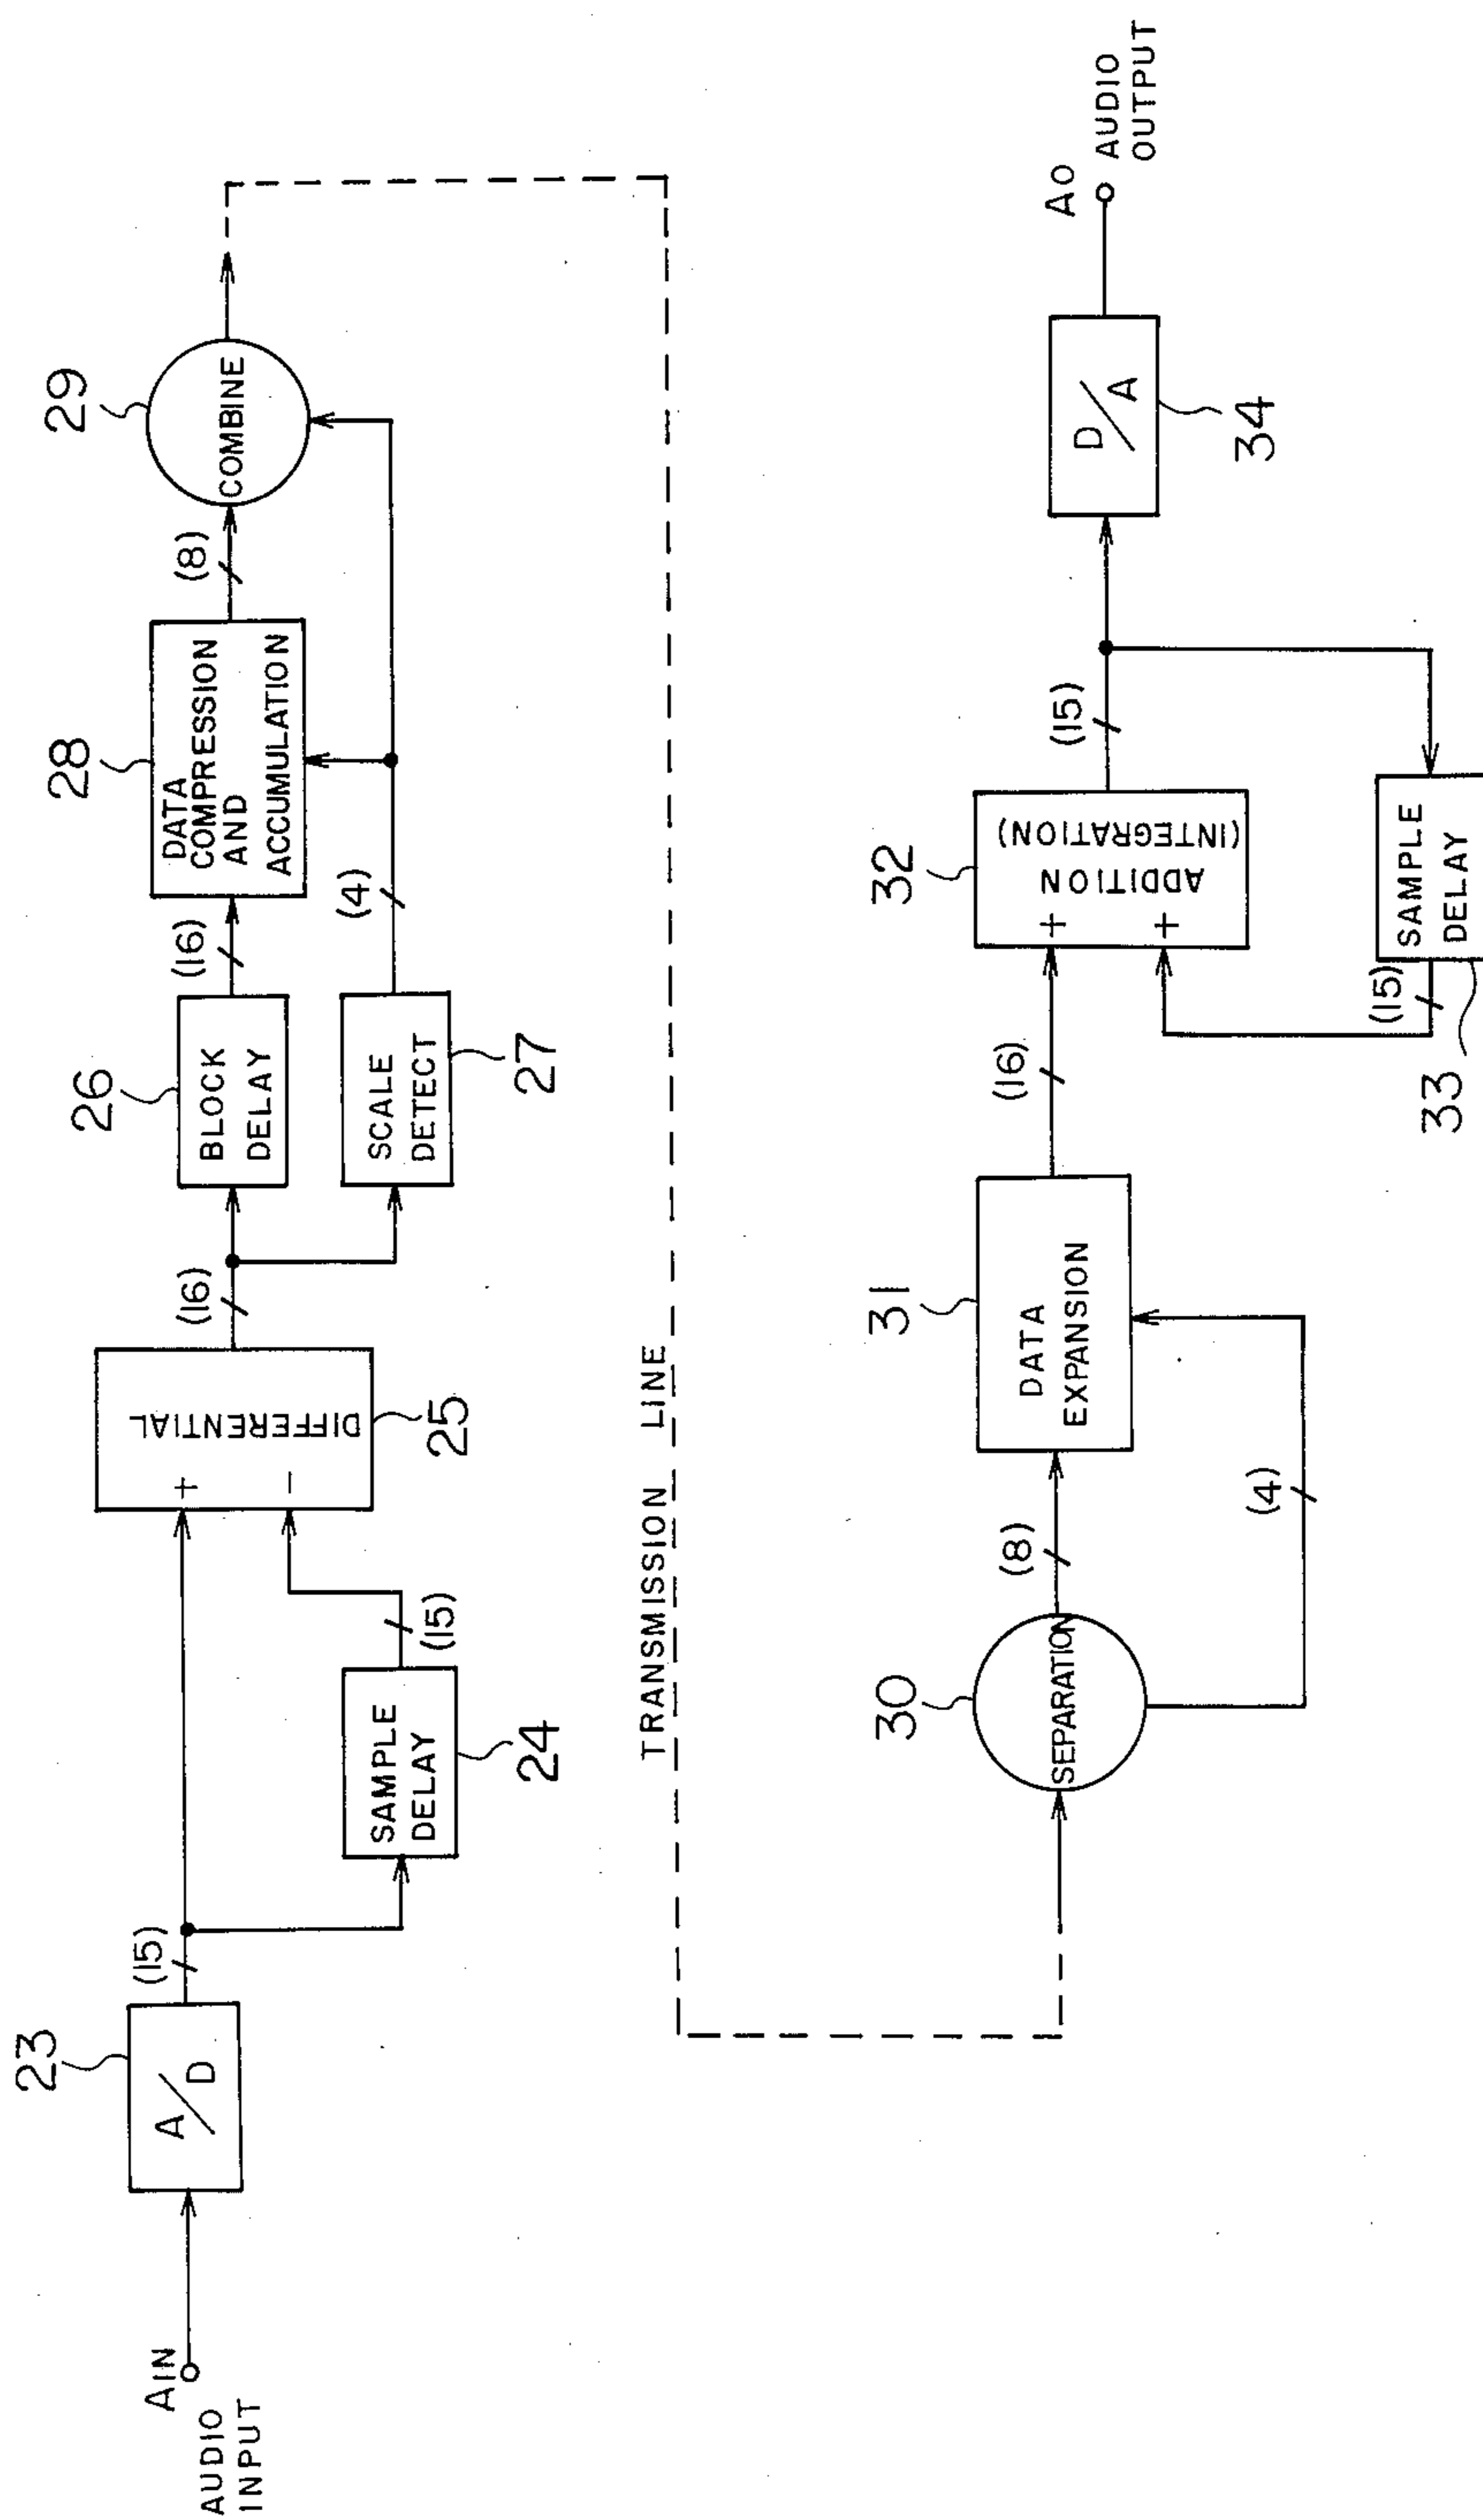 AIN
AUDIO
INPUT
23
A/D
(15)
SAMPLE
DELAY
24
(15)
+
−
DIFFERENTIAL
25
(16)
26
BLOCK
DELAY
SCALE
DETECT
27
(16)
(4)
28
DATA
COMPRESSION
AND
ACCUMULATION
(8)
29
COMBINE
TRANSMISSION LINE
30
SEPARATION
(8)
(4)
31
DATA
EXPANSION
(16)
32
+
+
ADDITION
(INTEGRATION)
(15)
SAMPLE
DELAY
33
(15)
D/A
34
AO
AUDIO
OUTPUT